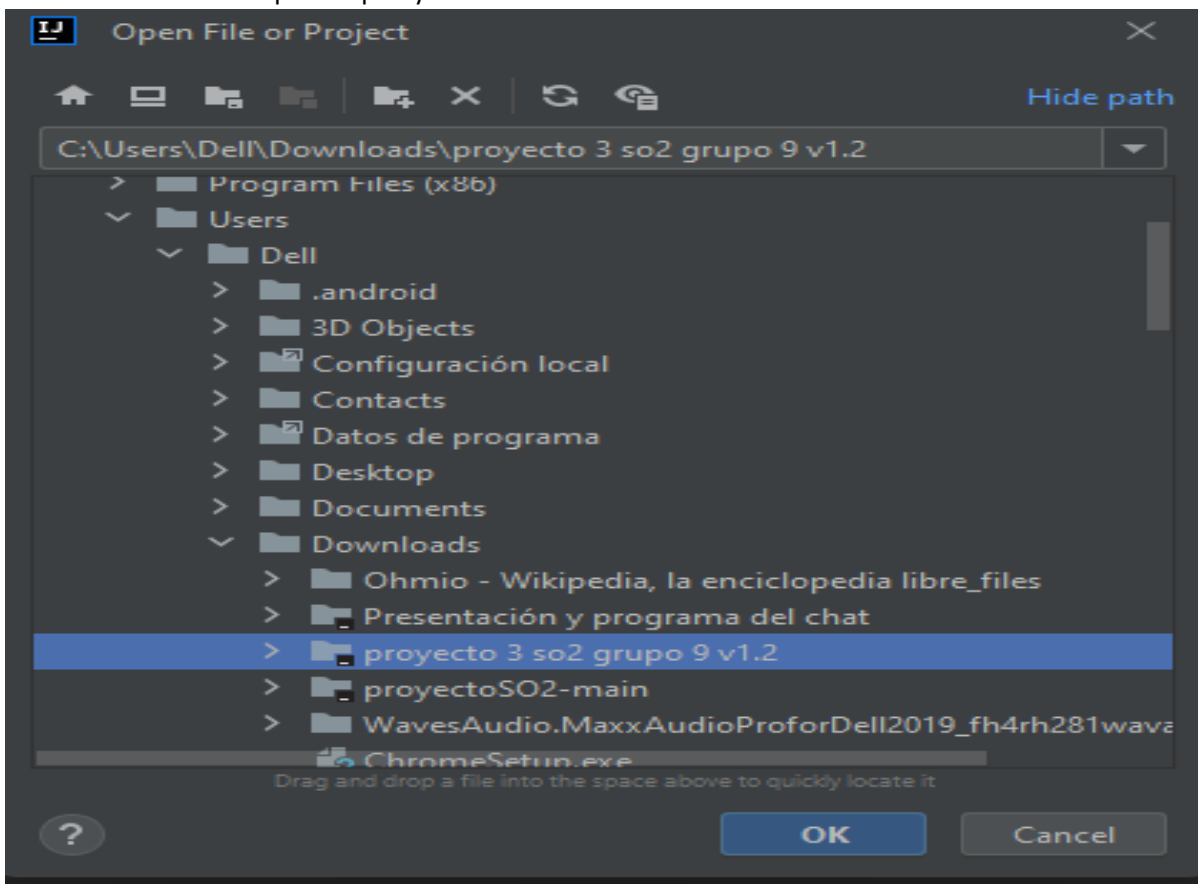 IJ Open File or Project
Hide path
C:\Users\Dell\Downloads\proyecto 3 so2 grupo 9 v1.2
Program Files (x86)
Users
Dell
.android
3D Objects
Configuración local
Contacts
Datos de programa
Desktop
Documents
Downloads
Ohmio - Wikipedia, la enciclopedia libre_files
Presentación y programa del chat
proyecto 3 so2 grupo 9 v1.2
proyectoSO2-main
WavesAudio.MaxxAudioProforDell2019_fh4rh281wava
ChromeSetup.exe
Drag and drop a file into the space above to quickly locate it
? OK Cancel